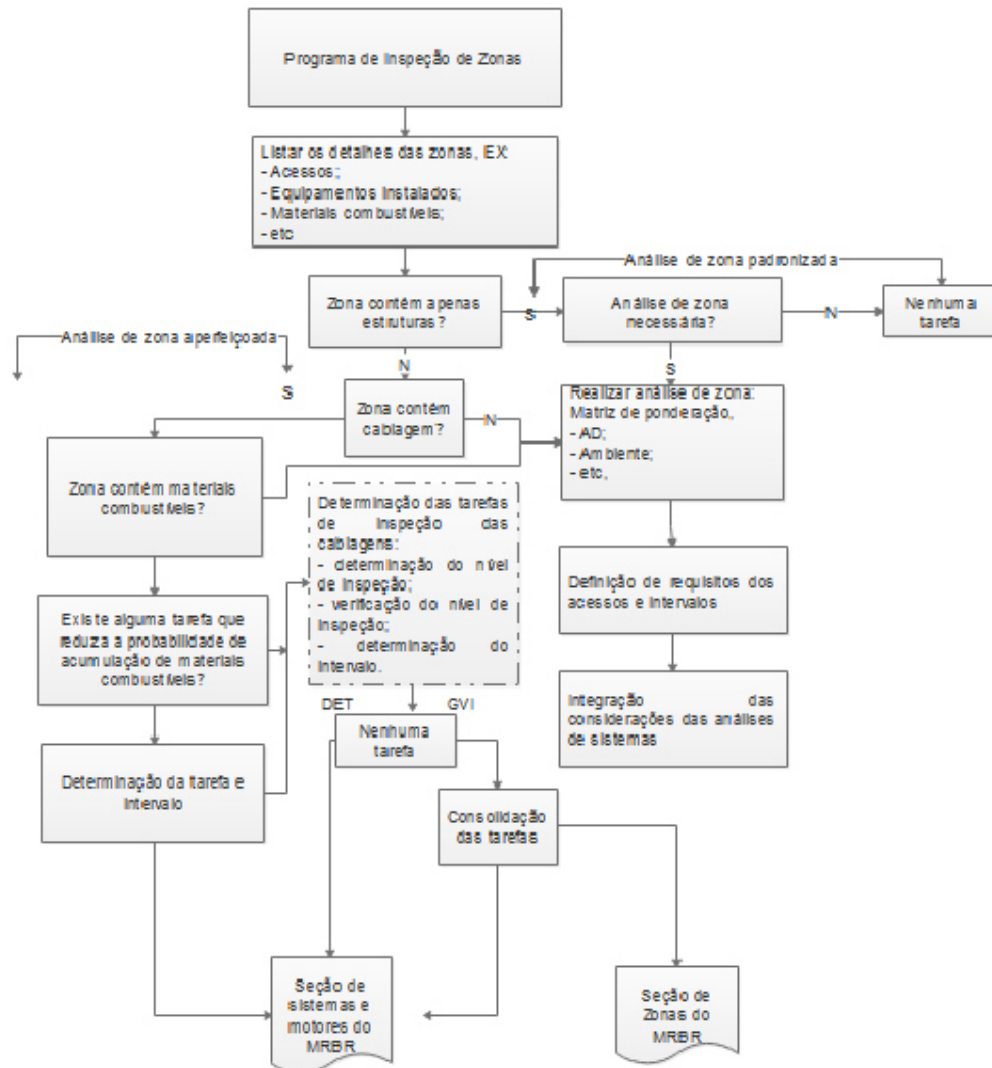 Programa de Inspeção de Zonas
Listar os detalhes das zonas, IEX:
- Acessos;
- Equipamentos instalados;
- Materiais combustíveis;
- etc
Análise de zona padronizada
Zona contém apenas
estruturas?
S
Análise de zona
necessária?
N
Nenhuma
tarefa
Análise de zona aperfeiçoada
N
S
S
Zona contém
cablagem?
N
Realizar análise de zona:
Matriz de ponderação,
- AD;
- Ambiente;
- etc,
Zona contém materiais
combustíveis?
Determinação das tarefas
de inspeção das
cablagens:
- determinação do nível
de inspeção;
- verificação do nível de
inspeção;
- determinação do
intervalo.
Definição de requisitos dos
acessos e intervalos
Existe alguma tarefa que
reduza a probabilidade de
acumulação de materiais
combustíveis?
Integração das
considerações das análises
de sistemas
DET
GVI
Nenhuma
tarefa
Determinação da tarefa e
intervalo
Consolidação
das tarefas
Seção de
sistemas e
motores do
MRBR
Seção de
Zonais do
MRBR